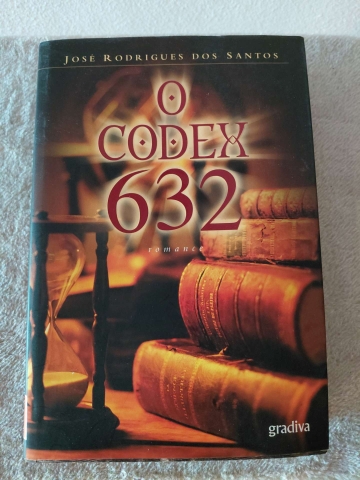 JOSÉ RODRIGUES DOS SANTOS
O
CODEX
632
romance
gradiva